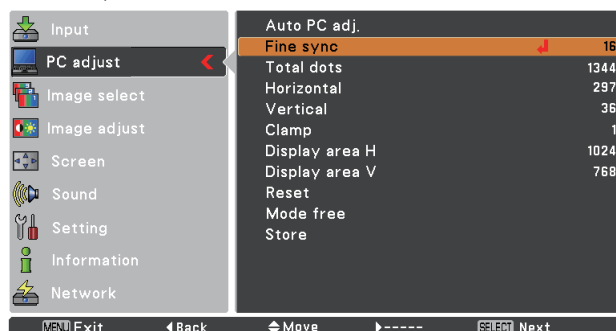 Input
PC adjust
Image select
Image adjust
Screen
Sound
Setting
Information
Network
Auto PC adj.
Fine sync 16
Total dots 1344
Horizontal 297
Vertical 36
Clamp 1
Display area H 1024
Display area V 768
Reset
Mode free
Store
MENU Exit ◀Back Move ▶----- SELECT Next